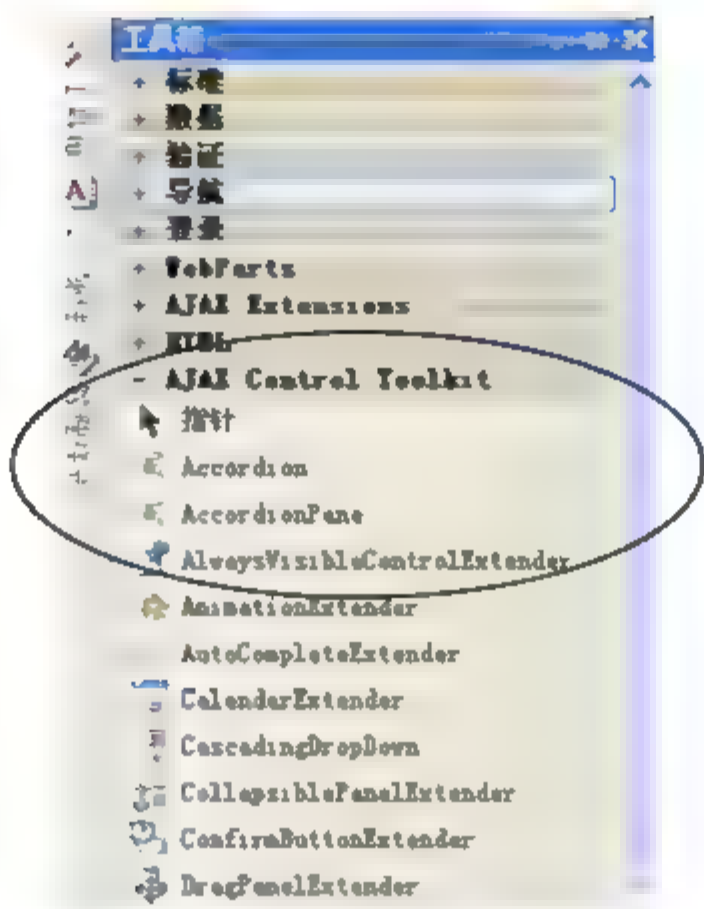 工具箱
标准
数据
验证
导航
登录
WebParts
AJAX Extensions
HTML
AJAX Control Toolkit
指针
Accordion
AccordionPane
AlwaysVisibleControlExtender
AnimationExtender
AutoCompleteExtender
CalendarExtender
CascadingDropDown
CollapsiblePanelExtender
ConfirmButtonExtender
DragPanelExtender